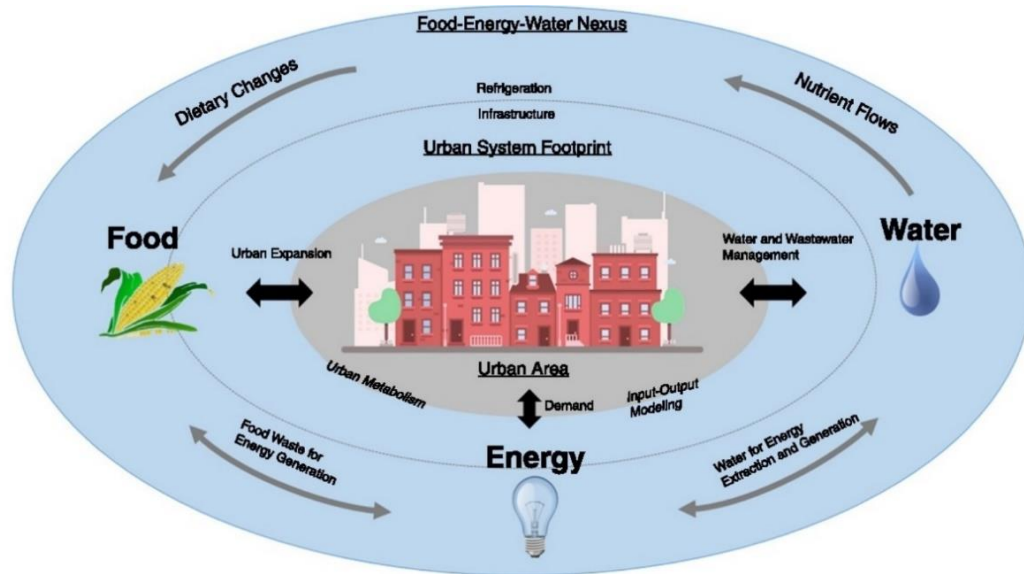 Food-Energy-Water Nexus
Dietary Changes
Nutrient Flows
Refrigeration
Infrastructure
Urban System Footprint
Food
Water
Urban Expansion
Water and Wastewater
Management
Urban Area
Urban Metabolism
Input-Output
Modeling
Demand
Food Waste for
Energy Generation
Energy
Water for Energy
Extraction and Generation